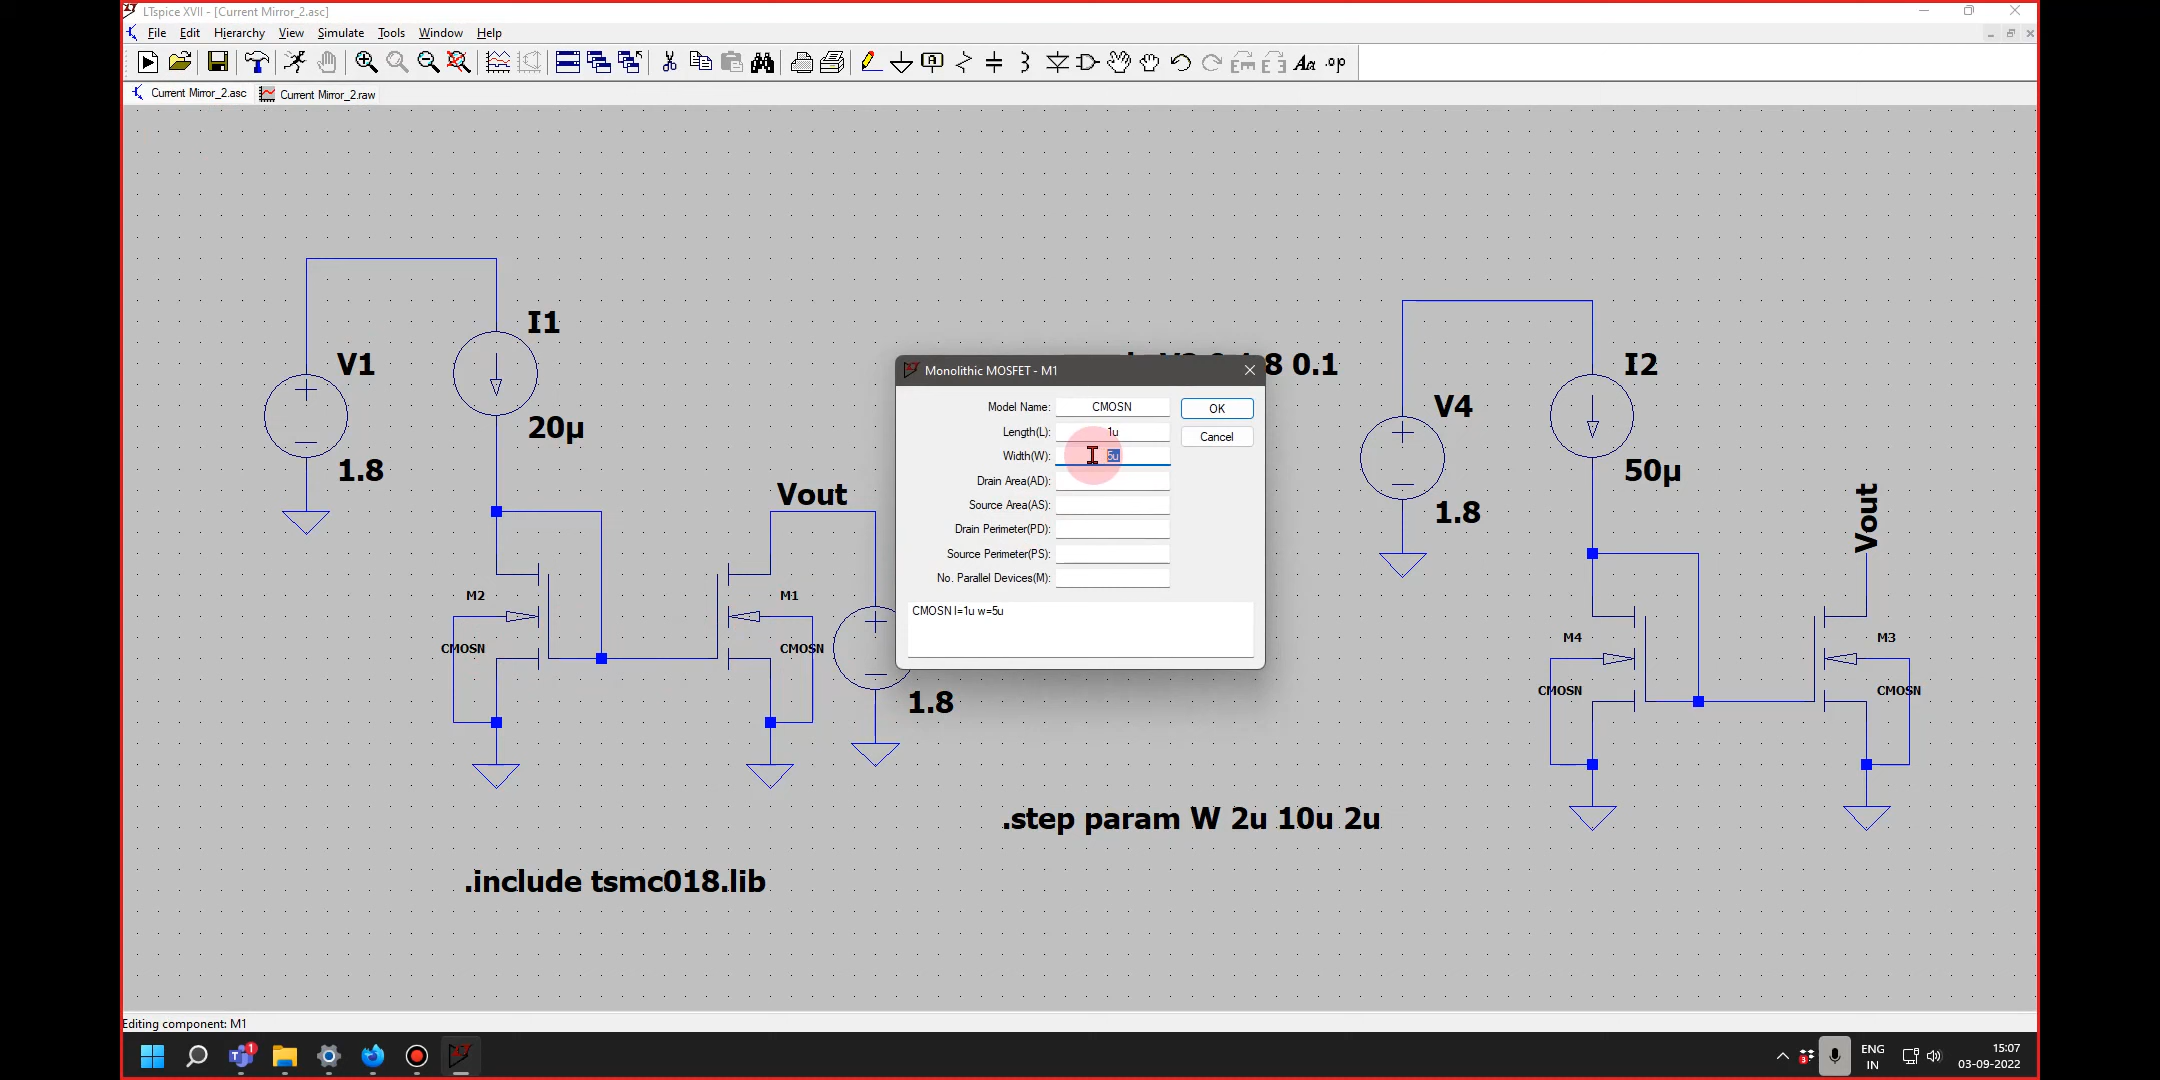 LTspice XVII - [Current Mirror_2.asc]
File Edit Hierarchy View Simulate Tools Window Help
Current Mirror_2.asc Current Mirror_2.raw
V1
1.8
I1
20µ
M2
CMOSN
Vout
M1
CMOSN
1.8
8 0.1
Monolithic MOSFET - M1
Model Name: CMOSN
Length(L): 1u
Width(W): 5u
Drain Area(AD):
Source Area(AS):
Drain Perimeter(PD):
Source Perimeter(PS):
No. Parallel Devices(M):
OK
Cancel
CMOSN l=1u w=5u
V4
1.8
I2
50µ
Vout
M4
CMOSN
M3
CMOSN
.step param W 2u 10u 2u
.include tsmc018.lib
Editing component: M1
ENG
IN
15:07
03-09-2022